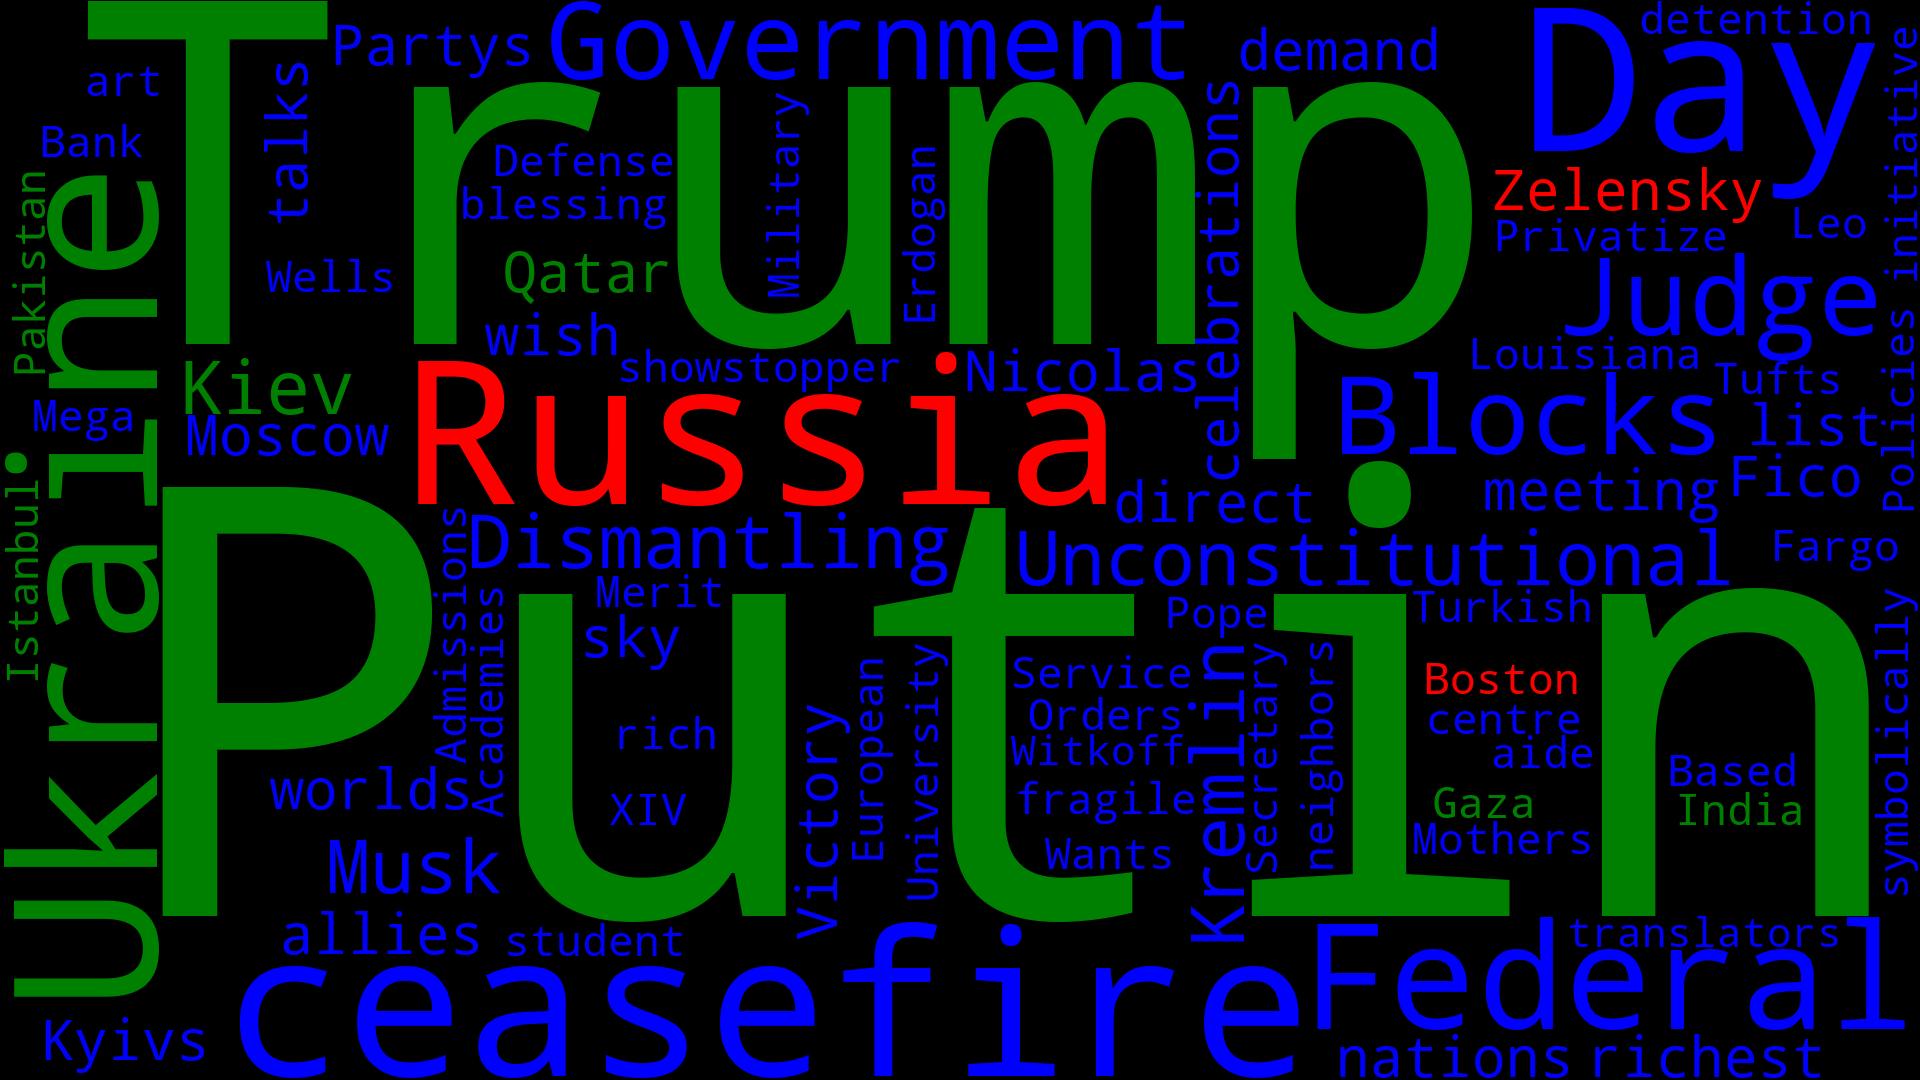 Trump
Partys
Government
demand
Day
detention
art
talks
Bank
Defense
blessing
Military
Erdogan
celebrations
Zelensky
Privatize
Leo
Policies initiative
Pakistan
Wells
Qatar
wish
Judge
Ukraine
Kiev
showstopper
Nicolas
Louisiana
Tufts
Mega
Moscow
Russia
Blocks
list
Istanbul
direct
meeting
Fico
Putin
Admissions
Dismantling
Unconstitutional
Fargo
Academies
Merit
sky
Pope
Turkish
European
University
Service
Kremlin
Secretary
neighbors
Boston
symbolically
rich
Victory
Orders
centre
Witkoff
aide
worlds
XIV
fragile
Based
Gaza
India
Musk
Wants
Mothers
allies
student
ceasefire
Federal
translators
Kyivs
nations
richest